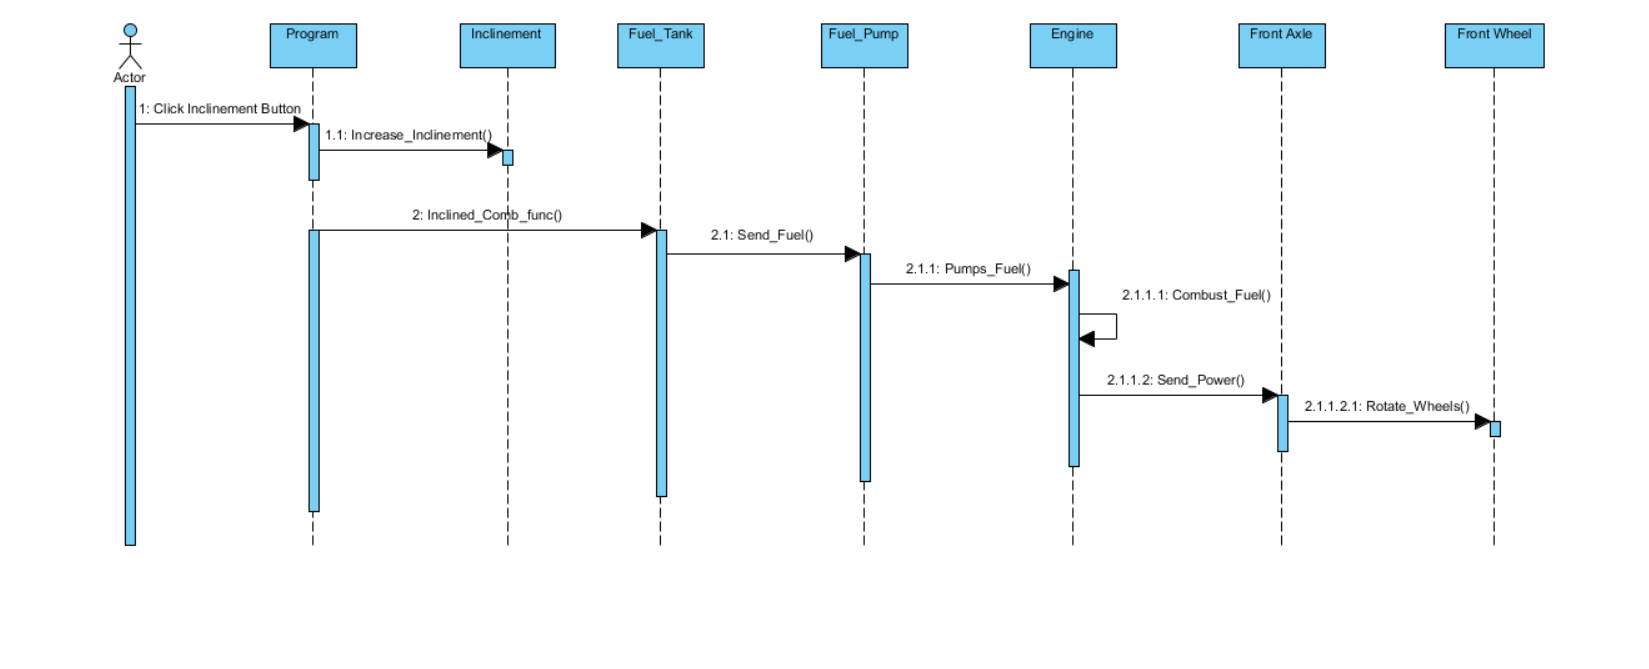 Program
Inclinement
Fuel_Tank
Fuel_Pump
Engine
Front Axle
Front Wheel
Actor
1: Click Inclinement Button
1.1: Increase_Inclinement()
2: Inclined_Comb_func()
2.1: Send_Fuel()
2.1.1: Pumps_Fuel()
2.1.1.1: Combust_Fuel()
2.1.1.2: Send_Power()
2.1.1.2.1: Rotate_Wheels()